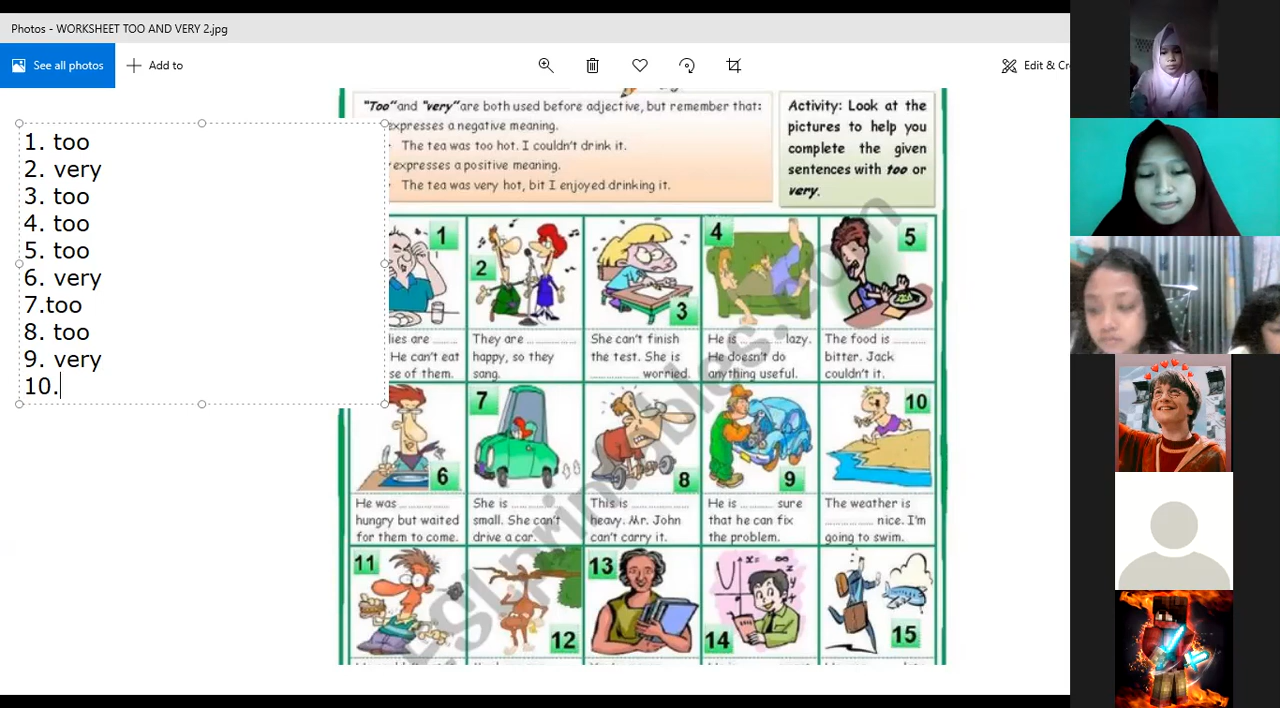 Photos - WORKSHEET TOO AND VERY 2.jpg
See all photos
Add to
Edit &
1. too
2. very
3. too
4. too
5. too
6. very
7.too
8. too
9. very
10.
"Too" and "very" are both used before adjective, but remember that:
expresses a negative meaning.
The tea was too hot. I couldn't drink it.
expresses a positive meaning.
The tea was very hot, bit I enjoyed drinking it.
Activity: Look at the
pictures to help you
complete the given
sentences with too or
very.
1
lies are ........
He can't eat
se of them.
2
They are ............
happy, so they
sang.
3
She can't finish
the test. She is
............... worried.
4
He is ......... lazy.
He doesn't do
anything useful.
5
The food is .........
bitter. Jack
couldn't it.
6
He was ...............
hungry but waited
for them to come.
7
She is ............
small. She can't
drive a car.
8
This is ..................
heavy. Mr. John
can't carry it.
9
He is ......... sure
that he can fix
the problem.
10
The weather is
............... nice. I'm
going to swim.
11
12
13
14
15